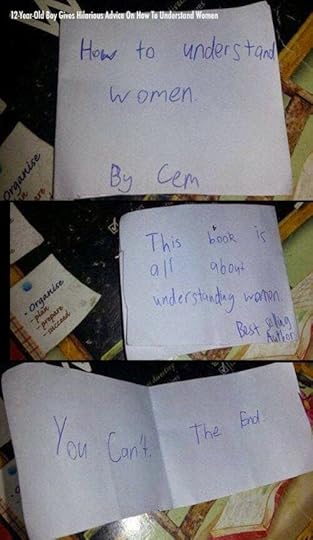 12-Year-Old Boy Gives Hilarious Advice On How To Understand Women
How to understand
women.
By Cem
Organise
This book is
all about
understanding women.
Best selling
Author
- Organise
- plan
- prepare
- succeed
You Can't.
The End.